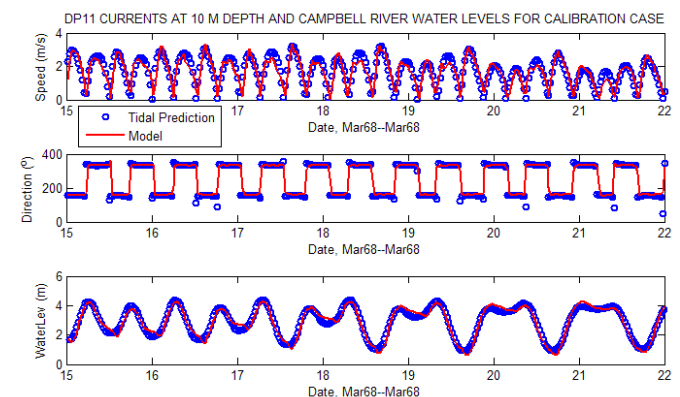 DP11 CURRENTS AT 10 M DEPTH AND CAMPBELL RIVER WATER LEVELS FOR CALIBRATION CASE
Speed (m/s)
4
2
0
15 16 17 18 19 20 21 22
Date, Mar68--Mar68
Tidal Prediction
Model
Direction (º)
400
200
0
15 16 17 18 19 20 21 22
Date, Mar68--Mar68
WaterLev (m)
6
4
2
0
15 16 17 18 19 20 21 22
Date, Mar68--Mar68